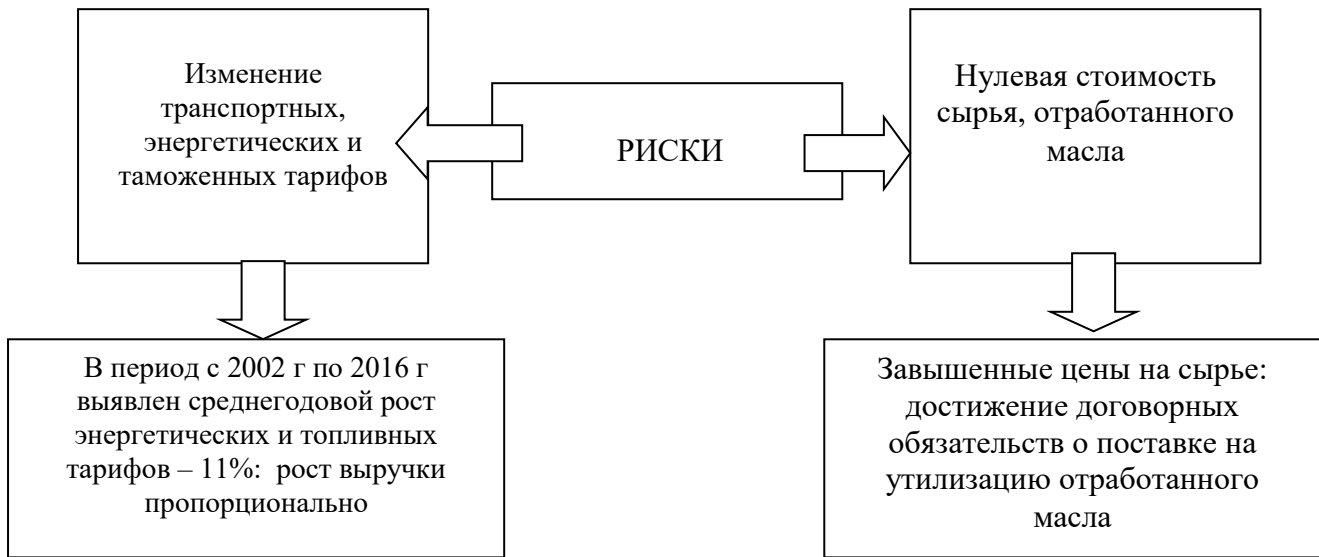 Изменение
транспортных,
энергетических и
таможенных тарифов
РИСКИ
Нулевая стоимость
сырья, отработанного
масла
В период с 2002 г по 2016 г
выявлен среднегодовой рост
энергетических и топливных
тарифов – 11%: рост выручки
пропорционально
Завышенные цены на сырье:
достижение договорных
обязательств о поставке на
утилизацию отработанного
масла